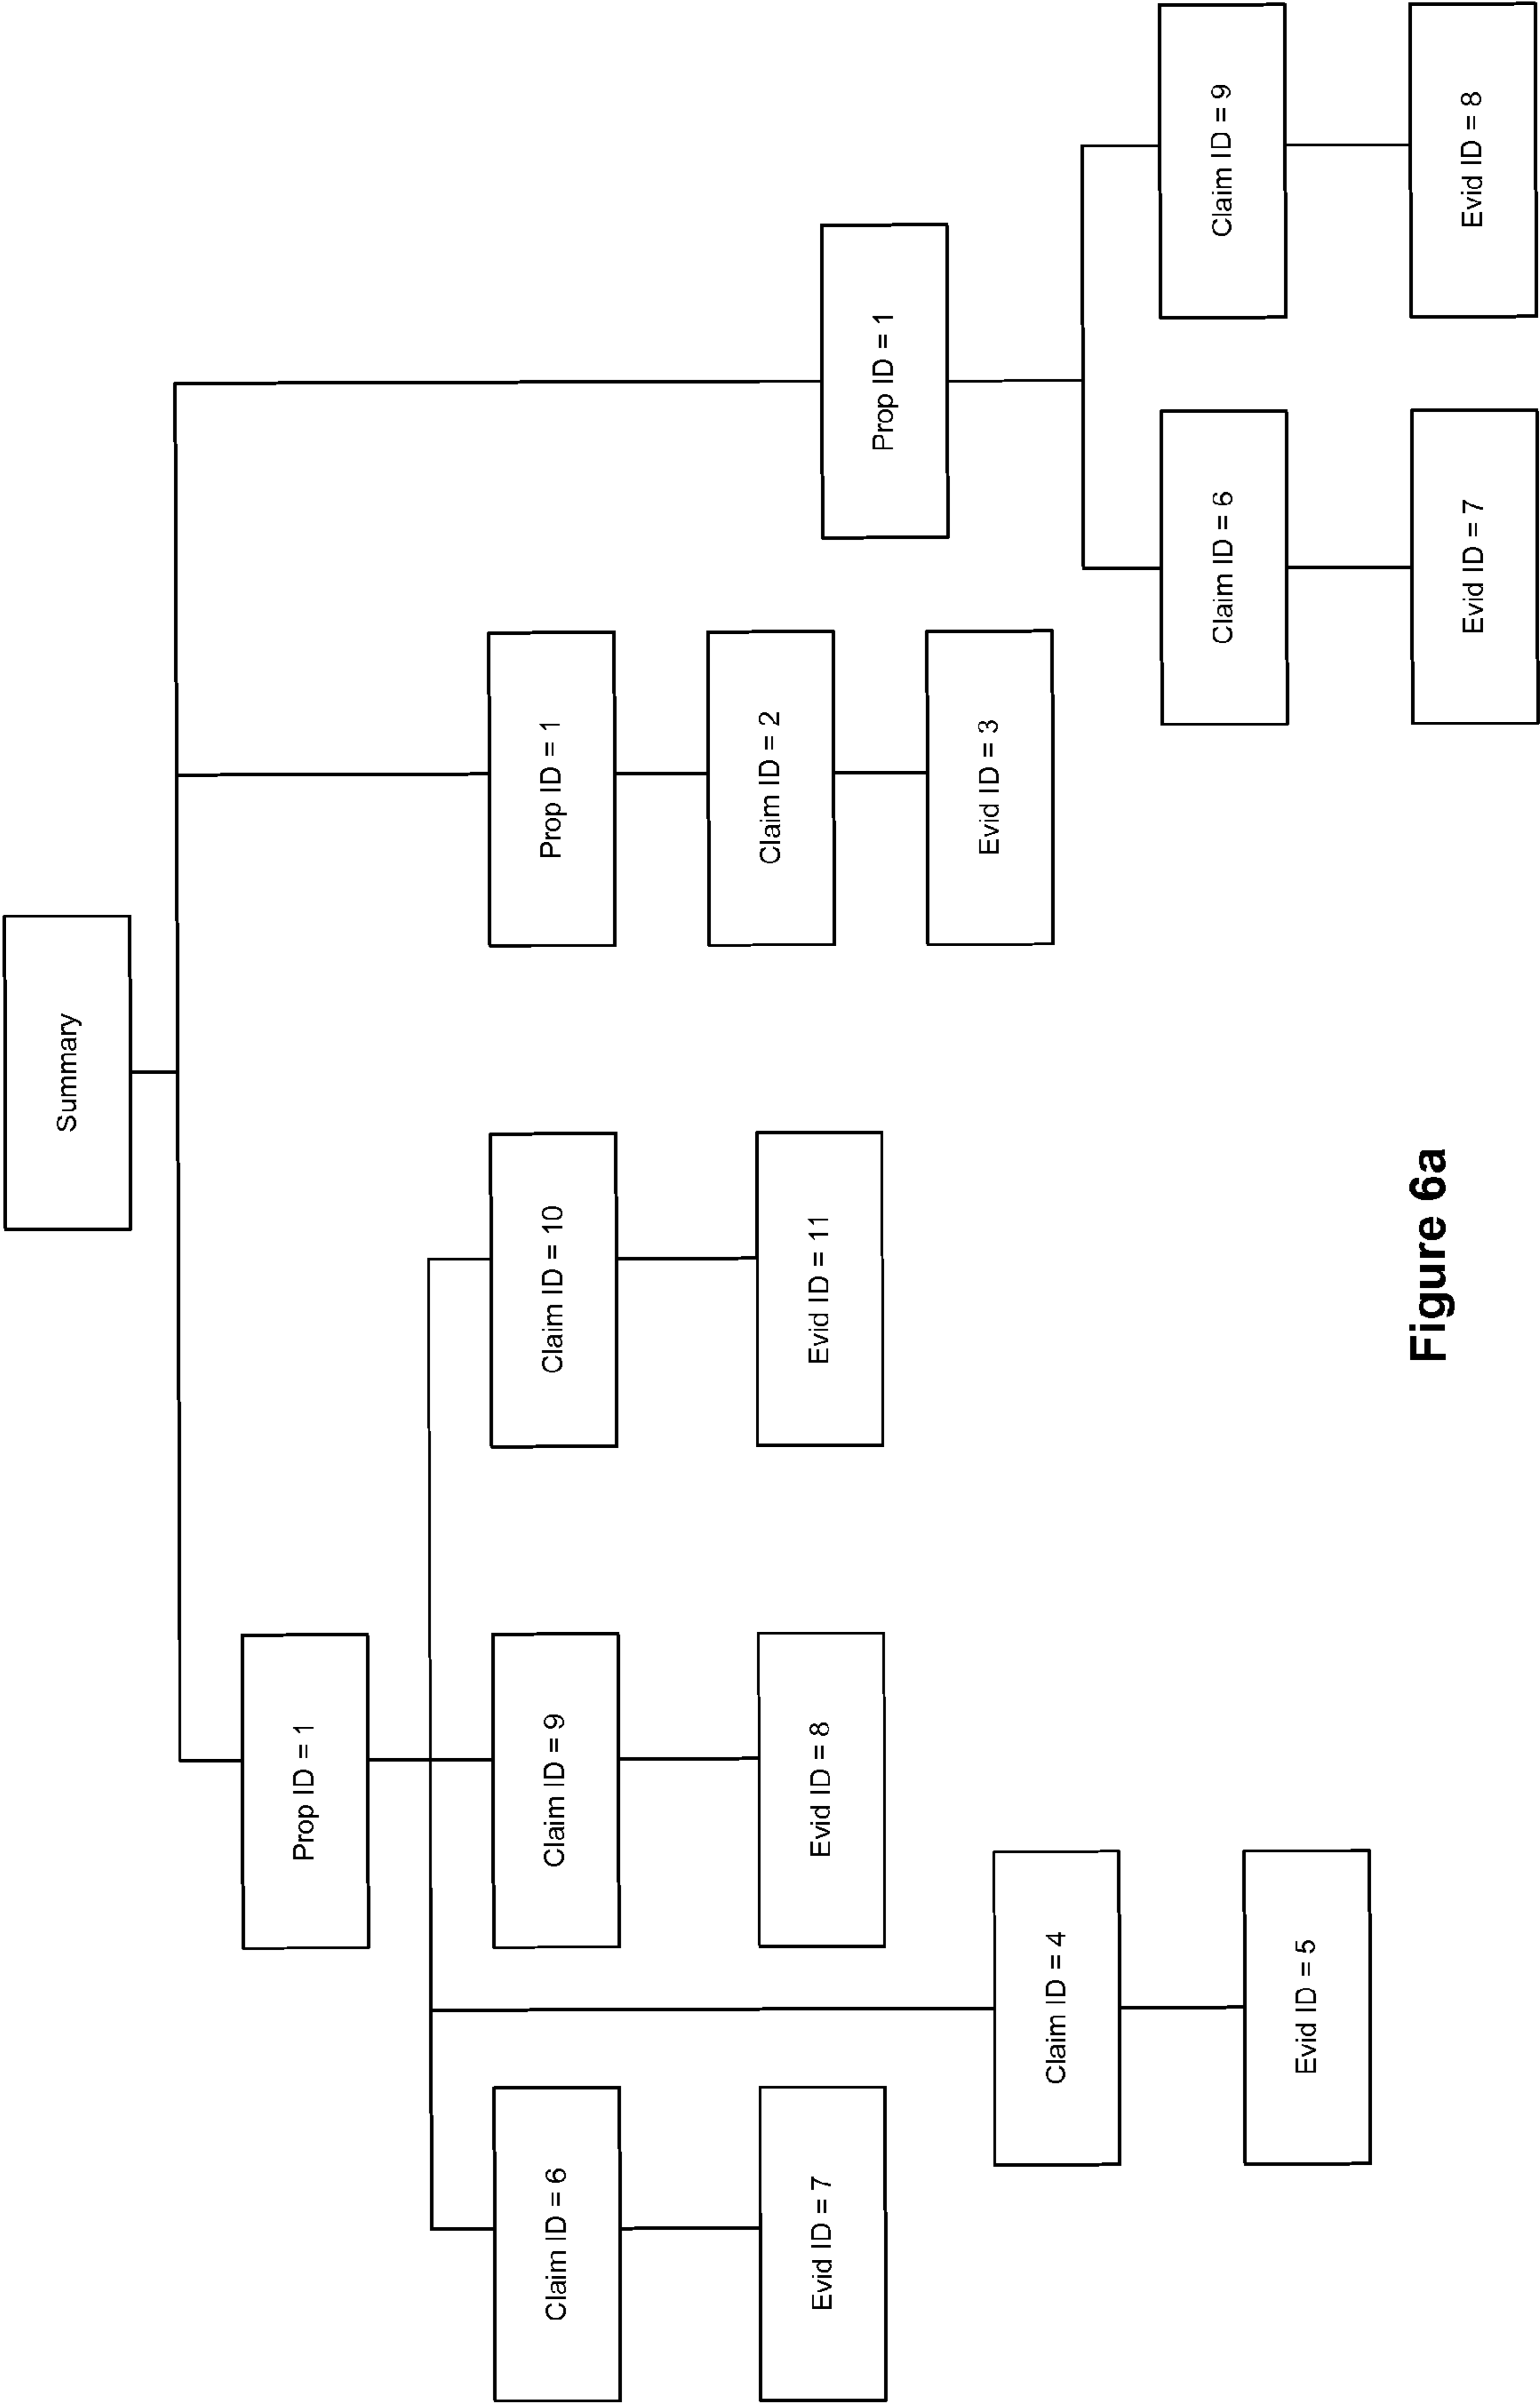 Summary
Prop ID = 1
Claim ID = 6
Evid ID = 7
Claim ID = 4
Evid ID = 5
Claim ID = 9
Evid ID = 8
Claim ID = 10
Evid ID = 11
Prop ID = 1
Claim ID = 2
Evid ID = 3
Prop ID = 1
Claim ID = 6
Evid ID = 7
Claim ID = 9
Evid ID = 8
Figure 6a